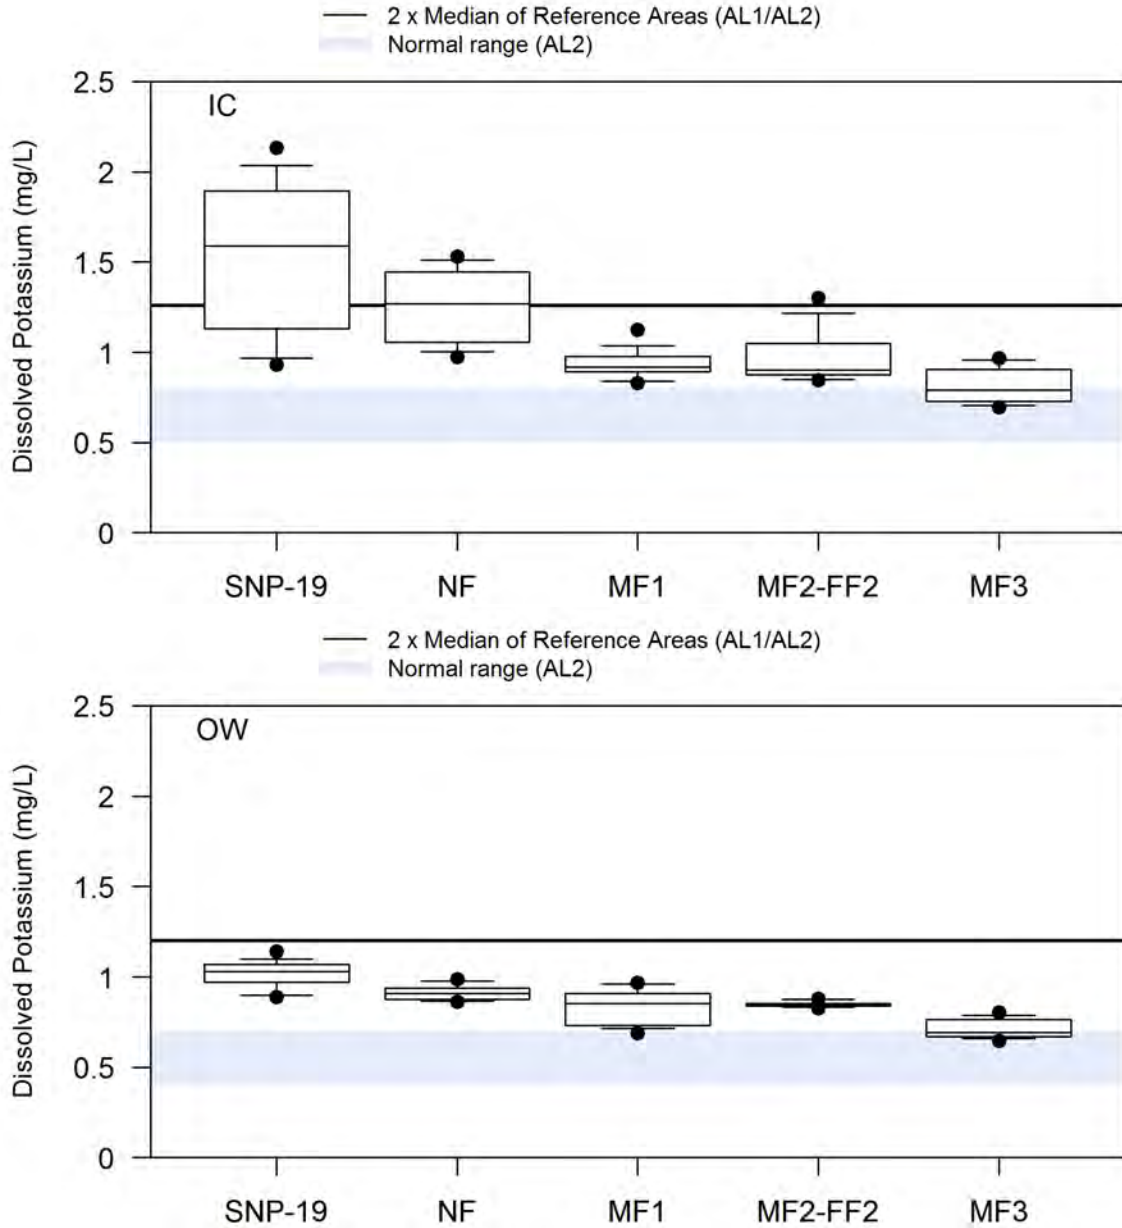 2 x Median of Reference Areas (AL1/AL2)
Normal range (AL2)
IC
Dissolved Potassium (mg/L)
2.5
2
1.5
1
0.5
0
SNP-19 NF MF1 MF2-FF2 MF3
2 x Median of Reference Areas (AL1/AL2)
Normal range (AL2)
OW
Dissolved Potassium (mg/L)
2.5
2
1.5
1
0.5
0
SNP-19 NF MF1 MF2-FF2 MF3